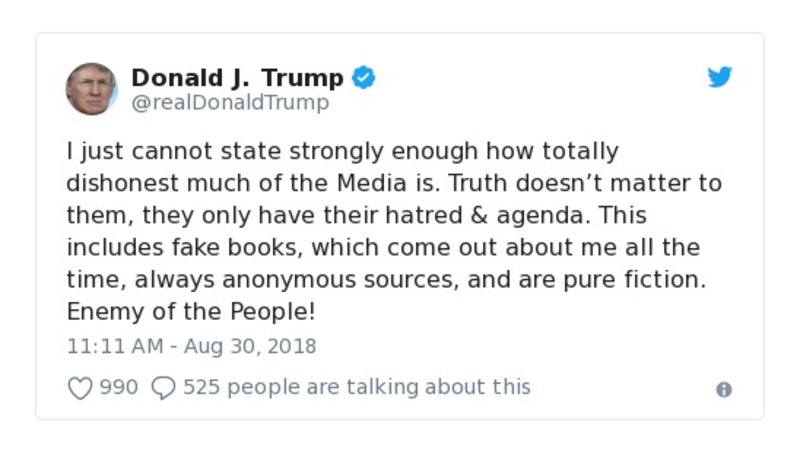 Donald J. Trump
@realDonaldTrump
I just cannot state strongly enough how totally
dishonest much of the Media is. Truth doesn’t matter to
them, they only have their hatred & agenda. This
includes fake books, which come out about me all the
time, always anonymous sources, and are pure fiction.
Enemy of the People!
11:11 AM - Aug 30, 2018
990 525 people are talking about this